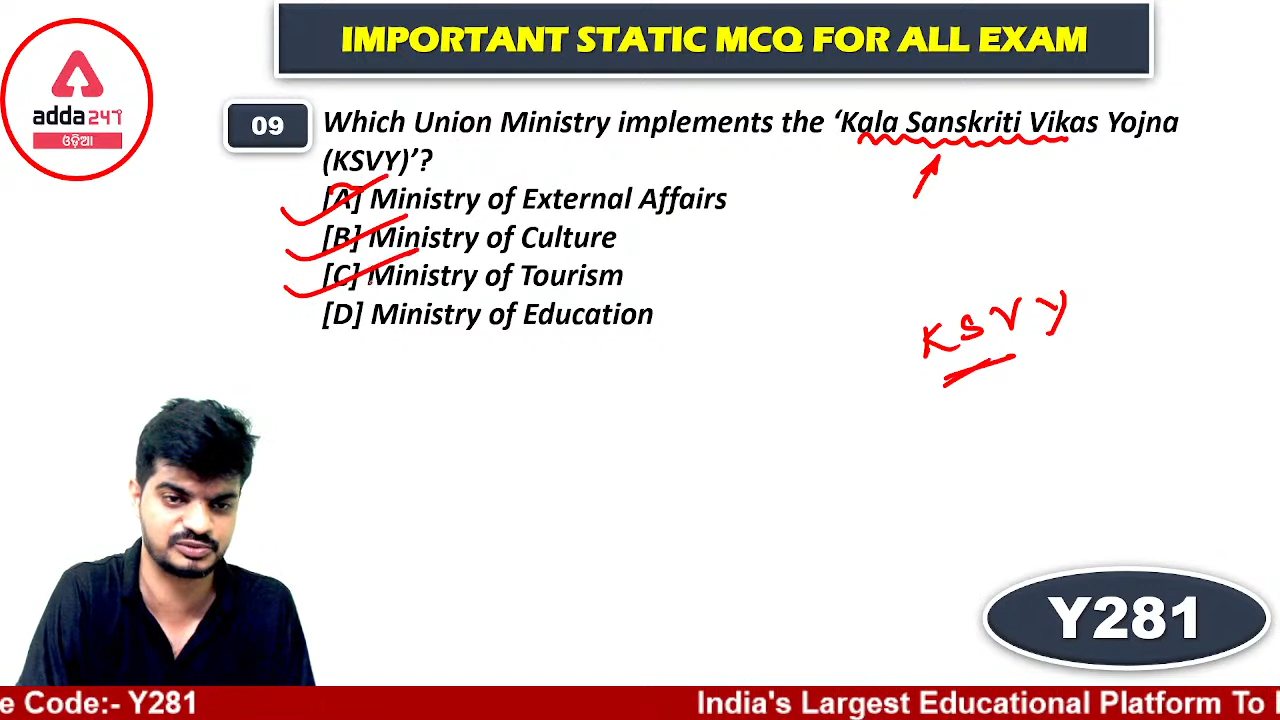 IMPORTANT STATIC MCQ FOR ALL EXAM
adda247
ଓଡ଼ିଆ
09
Which Union Ministry implements the ‘Kala Sanskriti Vikas Yojna
(KSVY)’?
[A] Ministry of External Affairs
[B] Ministry of Culture
[C] Ministry of Tourism
[D] Ministry of Education
KSVY
Y281
e Code:- Y281
India's Largest Educational Platform To